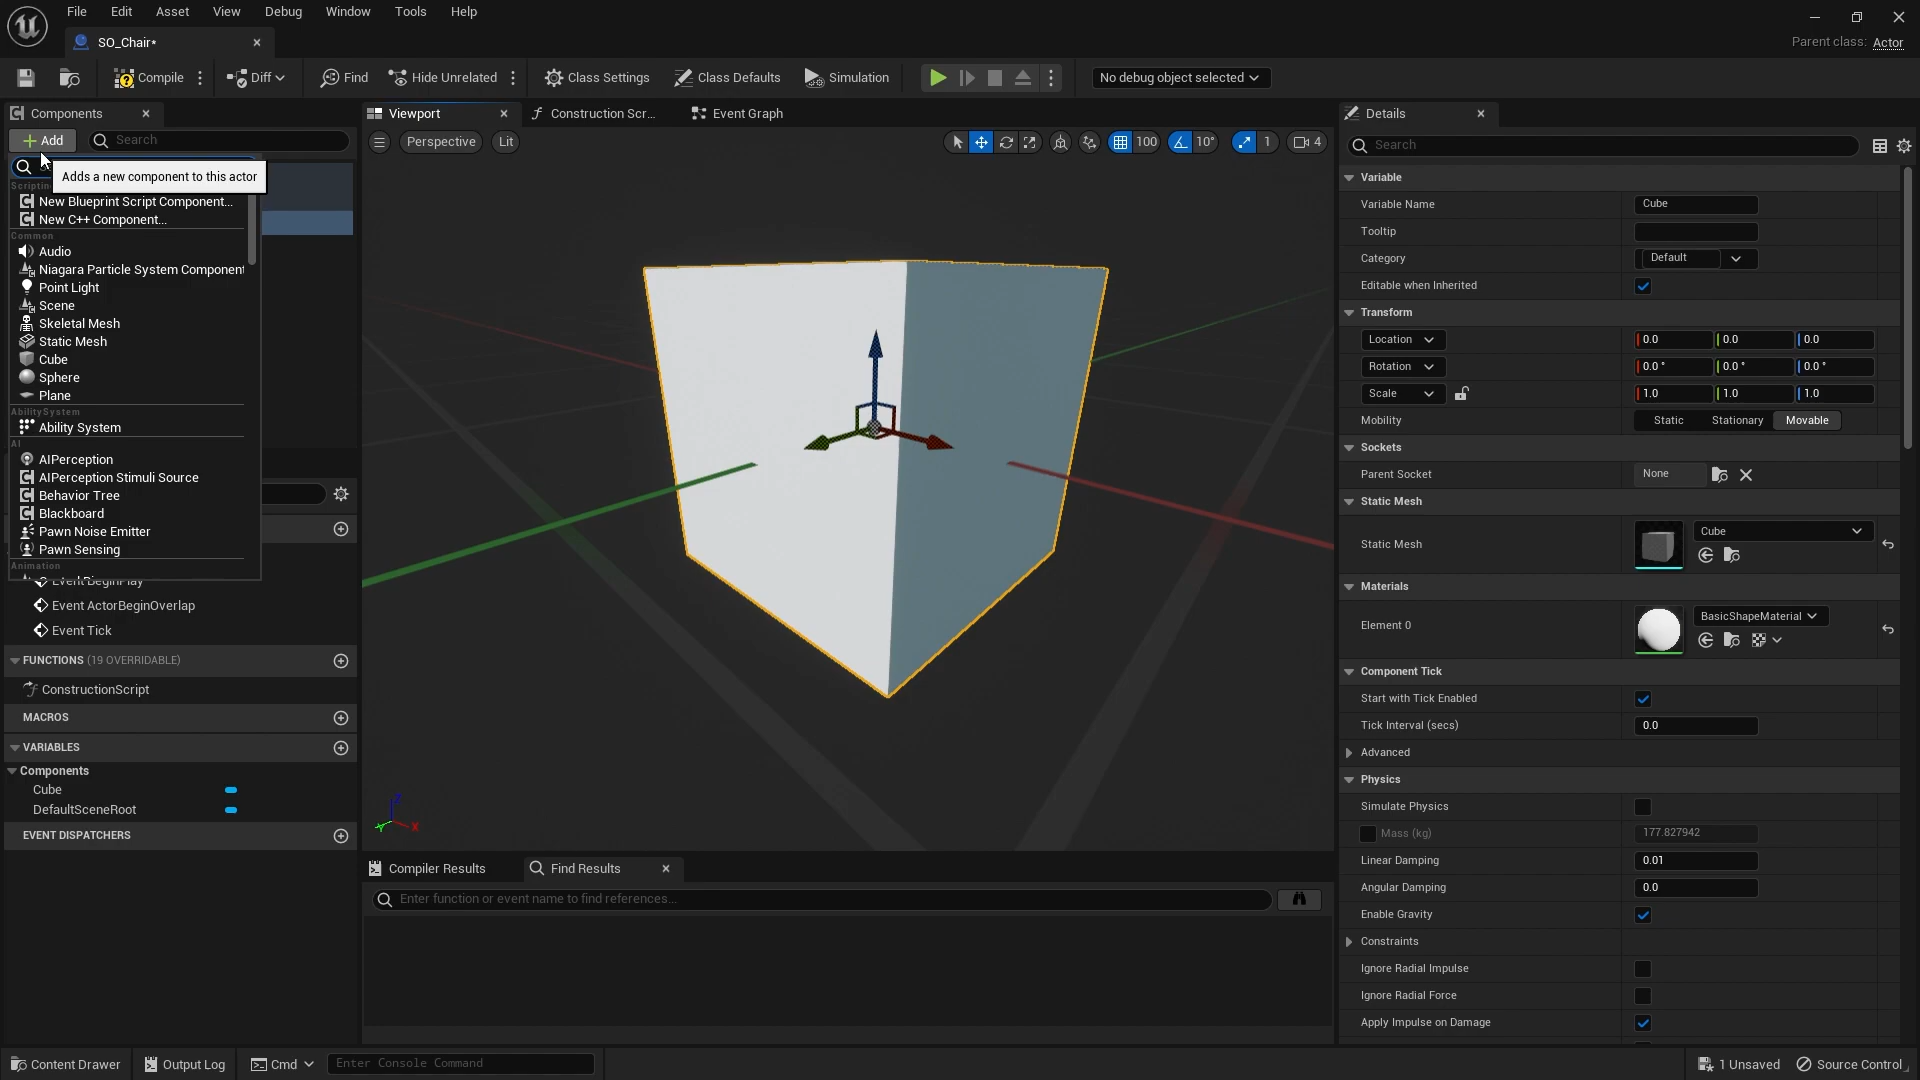 File Edit Asset View Debug Window Tools Help
SO_Chair*
Parent class: Actor
Compile Diff Find Hide Unrelated Class Settings Class Defaults Simulation No debug object selected
Components
Viewport
Construction Scr...
Event Graph
Details
Add
Search
Perspective
Lit
100
10°
1
4
Search
Adds a new component to this actor
Scripting
New Blueprint Script Component...
New C++ Component...
Common
Audio
Niagara Particle System Component
Point Light
Scene
Skeletal Mesh
Static Mesh
Cube
Sphere
Plane
AbilitySystem
Ability System
AI
AIPerception
AIPerception Stimuli Source
Behavior Tree
Blackboard
Pawn Noise Emitter
Pawn Sensing
Animation
Event BeginPlay
Event ActorBeginOverlap
Event Tick
FUNCTIONS (19 OVERRIDABLE)
ConstructionScript
MACROS
VARIABLES
Components
Cube
DefaultSceneRoot
EVENT DISPATCHERS
Z
Y
X
Compiler Results
Find Results
Enter function or event name to find references...
Variable
Variable Name Cube
Tooltip
Category Default
Editable when Inherited
Transform
Location 0.0 0.0 0.0
Rotation 0.0 ° 0.0 ° 0.0 °
Scale 1.0 1.0 1.0
Mobility Static Stationary Movable
Sockets
Parent Socket None
Static Mesh
Static Mesh Cube
Materials
Element 0 BasicShapeMaterial
Component Tick
Start with Tick Enabled
Tick Interval (secs) 0.0
Advanced
Physics
Simulate Physics
Mass (kg) 177.827942
Linear Damping 0.01
Angular Damping 0.0
Enable Gravity
Constraints
Ignore Radial Impulse
Ignore Radial Force
Apply Impulse on Damage
Content Drawer Output Log Cmd Enter Console Command 1 Unsaved Source Control